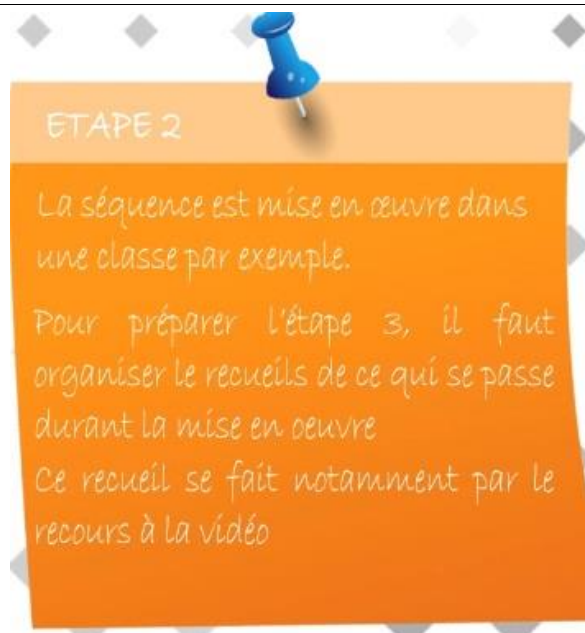 ETAPE 2
La séquence est mise en œuvre dans
une classe par exemple.
Pour préparer l'étape 3, il faut
organiser le recueils de ce qui se passe
durant la mise en oeuvre
Ce recueil se fait notamment par le
recours à la vidéo